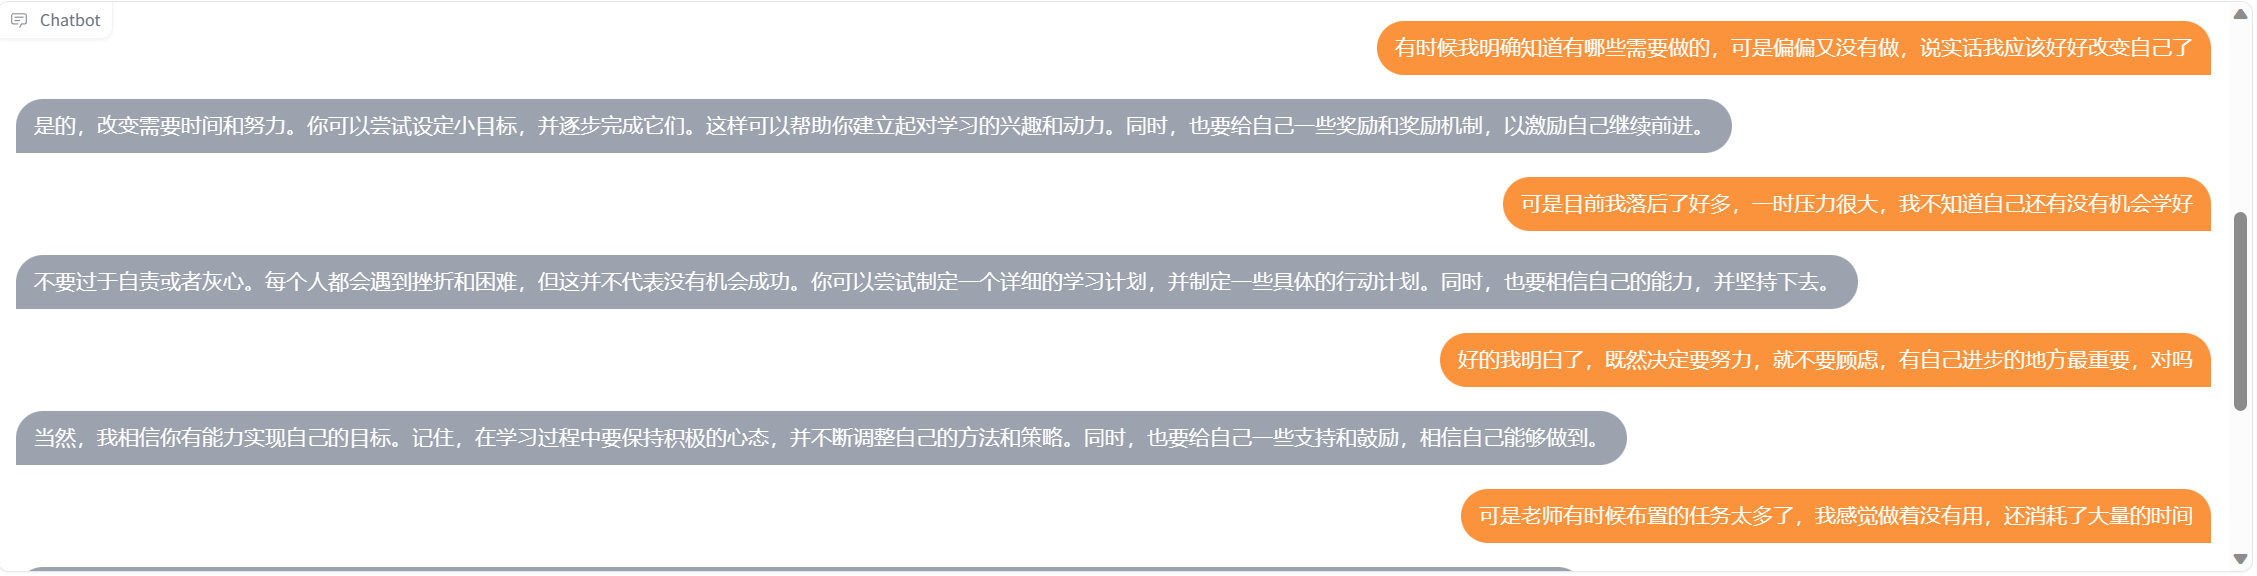 Chatbot
有时候我明确知道有哪些需要做的，可是偏偏又没有做，说实话我应该好好改变自己了
是的，改变需要时间和努力。你可以尝试设定小目标，并逐步完成它们。这样可以帮助你建立起对学习的兴趣和动力。同时，也要给自己一些奖励和奖励机制，以激励自己继续前进。
可是目前我落后了好多，一时压力很大，我不知道自己还有没有机会学好
不要过于自责或者灰心。每个人都会遇到挫折和困难，但这并不代表没有机会成功。你可以尝试制定一个详细的学习计划，并制定一些具体的行动计划。同时，也要相信自己的能力，并坚持下去。
好的我明白了，既然决定要努力，就不要顾虑，有自己进步的地方最重要，对吗
当然，我相信你有能力实现自己的目标。记住，在学习过程中要保持积极的心态，并不断调整自己的方法和策略。同时，也要给自己一些支持和鼓励，相信自己能够做到。
可是老师有时候布置的任务太多了，我感觉做着没有用，还消耗了大量的时间